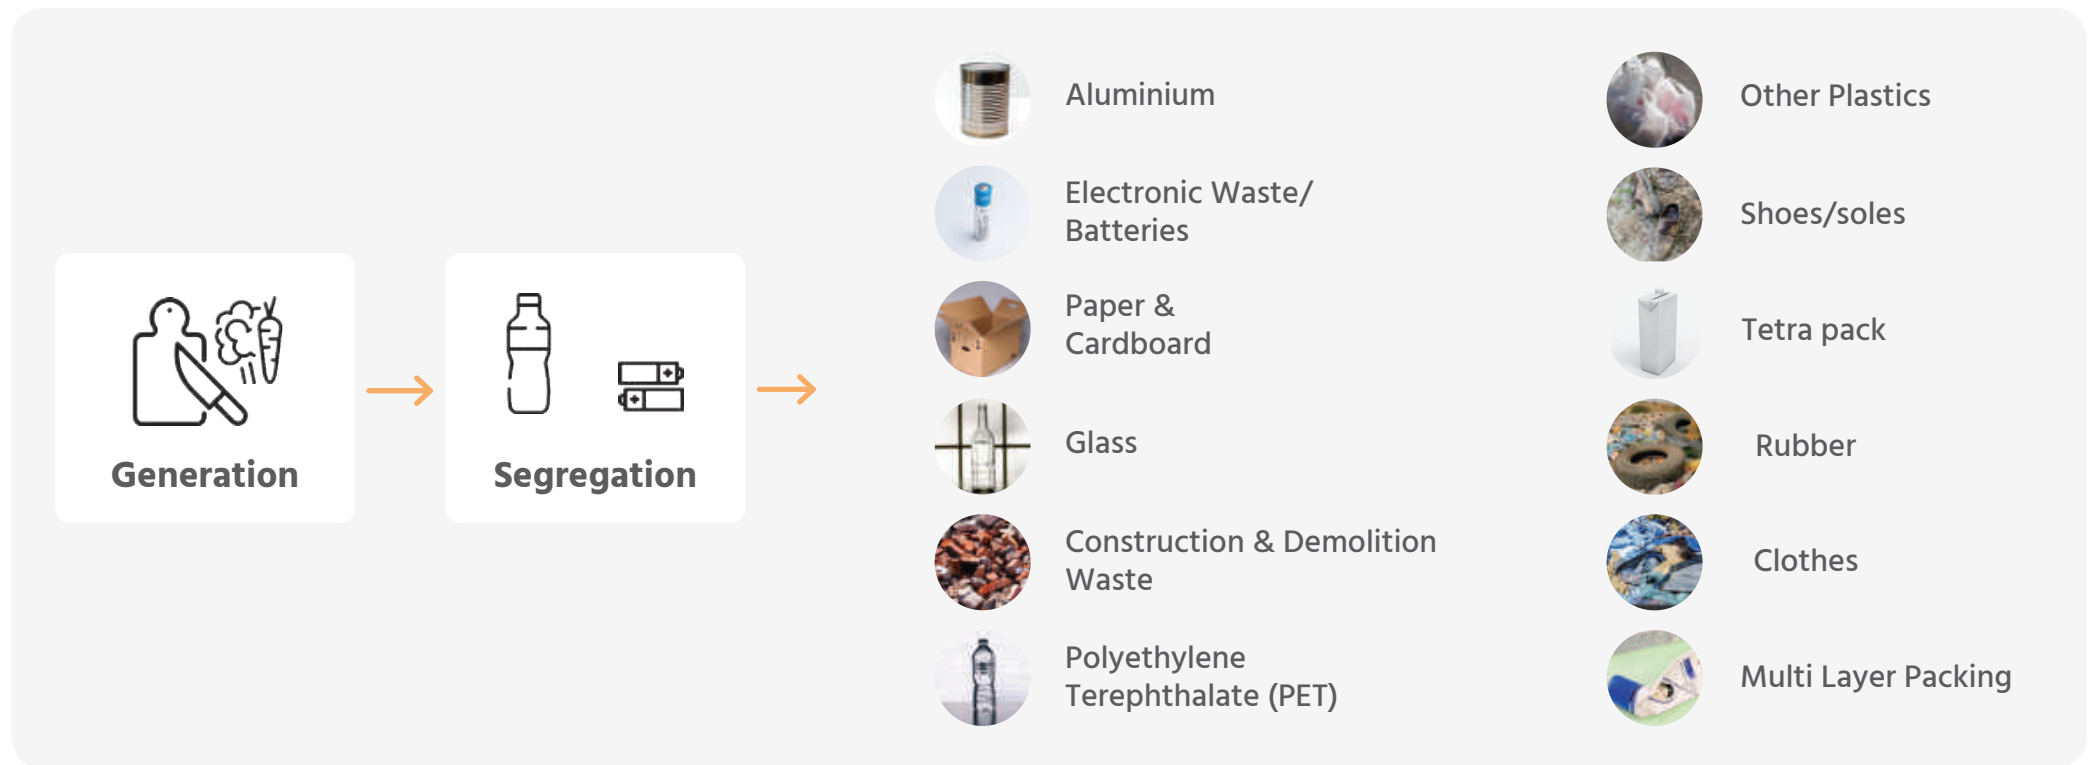 Generation
Segregation
Aluminium
Electronic Waste/
Batteries
Paper &
Cardboard
Glass
Construction & Demolition
Waste
Polyethylene
Terephthalate (PET)
Other Plastics
Shoes/soles
Tetra pack
Rubber
Clothes
Multi Layer Packing